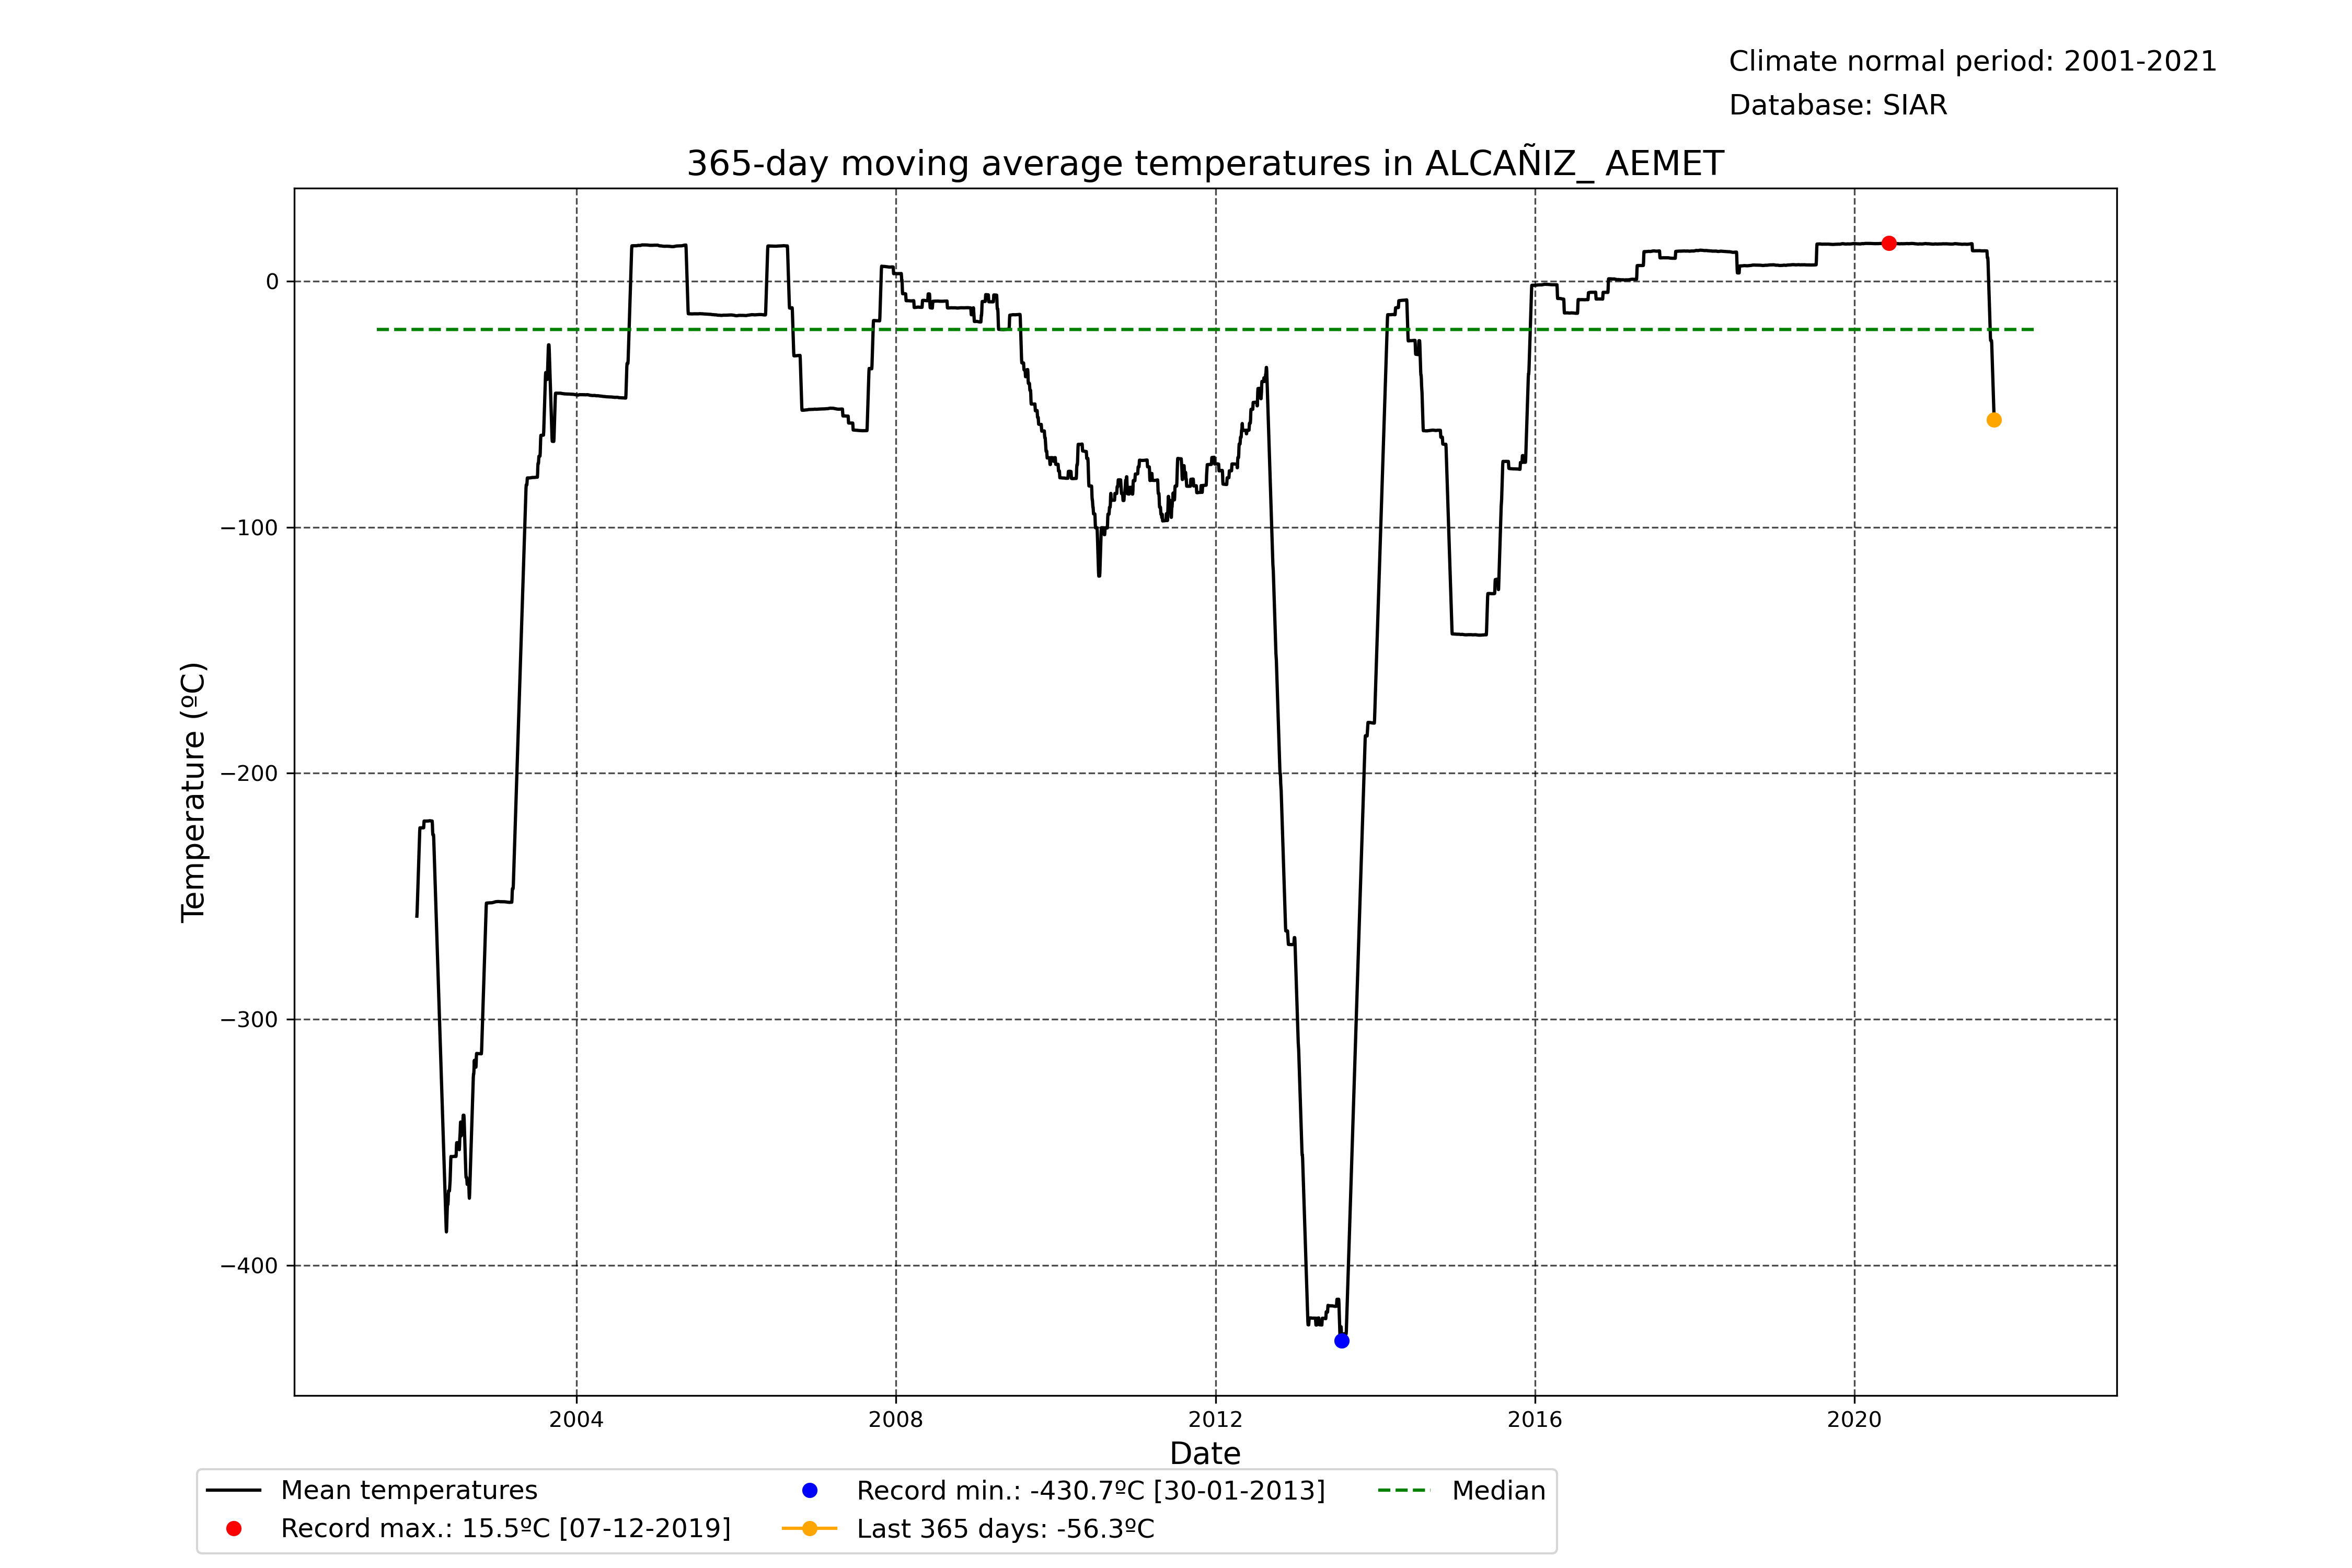 Climate normal period: 2001-2021
Database: SIAR
365-day moving average temperatures in ALCAÑIZ_ AEMET
Temperature (ºC)
0
−100
−200
−300
−400
2004 2008 2012 2016 2020
Date
Mean temperatures
Record max.: 15.5ºC [07-12-2019]
Record min.: -430.7ºC [30-01-2013]
Last 365 days: -56.3ºC
Median